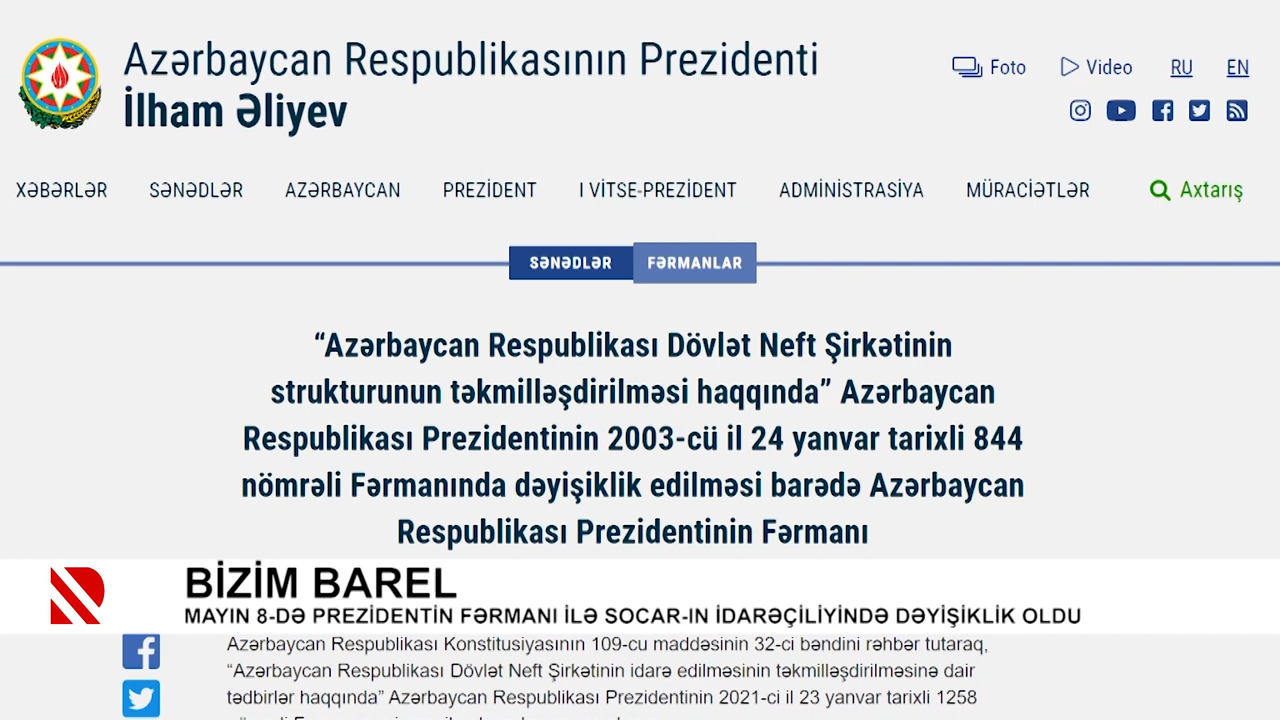 Azərbaycan Respublikasının Prezidenti
İlham Əliyev
Foto Video RU EN
XƏBƏRLƏR SƏNƏDLƏR AZƏRBAYCAN PREZİDENT I VİTSE-PREZİDENT ADMİNİSTRASİYA MÜRACİƏTLƏR Axtarış
SƏNƏDLƏR FƏRMANLAR
“Azərbaycan Respublikası Dövlət Neft Şirkətinin
strukturunun təkmilləşdirilməsi haqqında” Azərbaycan
Respublikası Prezidentinin 2003-cü il 24 yanvar tarixli 844
nömrəli Fərmanında dəyişiklik edilməsi barədə Azərbaycan
Respublikası Prezidentinin Fərmanı
BİZİM BAREL
MAYIN 8-DƏ PREZİDENTİN FƏRMANI İLƏ SOCAR-IN İDARƏÇİLİYİNDƏ DƏYİŞİKLİK OLDU
Azərbaycan Respublikası Konstitusiyasının 109-cu maddəsinin 32-ci bəndini rəhbər tutaraq,
“Azərbaycan Respublikası Dövlət Neft Şirkətinin idarə edilməsinin təkmilləşdirilməsinə dair
tədbirlər haqqında” Azərbaycan Respublikası Prezidentinin 2021-ci il 23 yanvar tarixli 1258